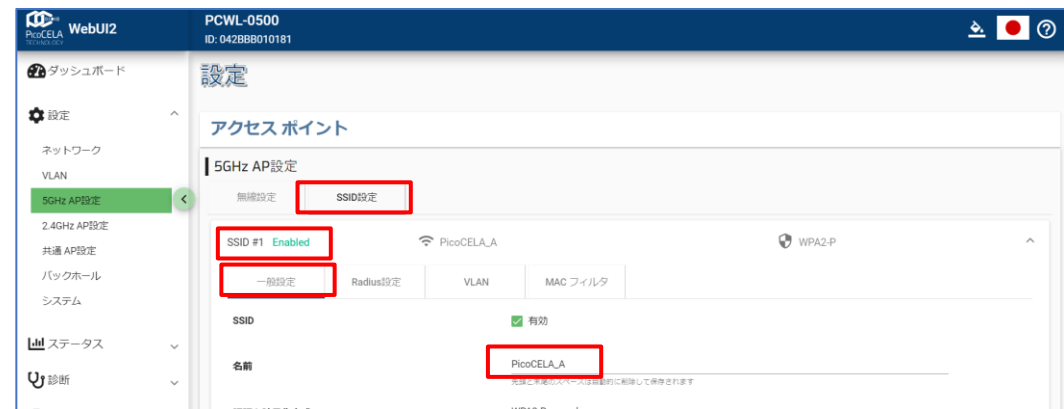 PicoCELA
TECHNOLOGY
WebUI2
PCWL-0500
ID: 042BBB010181
ダッシュボード
設定
ネットワーク
VLAN
5GHz AP設定
2.4GHz AP設定
共通 AP設定
バックホール
システム
ステータス
診断
設定
アクセス ポイント
5GHz AP設定
無線設定 SSID設定
SSID #1 Enabled PicoCELA_A WPA2-P
一般設定 Radius設定 VLAN MAC フィルタ
SSID 有効
名前 PicoCELA_A
先頭と末尾のスペースは自動的に削除して保存されます